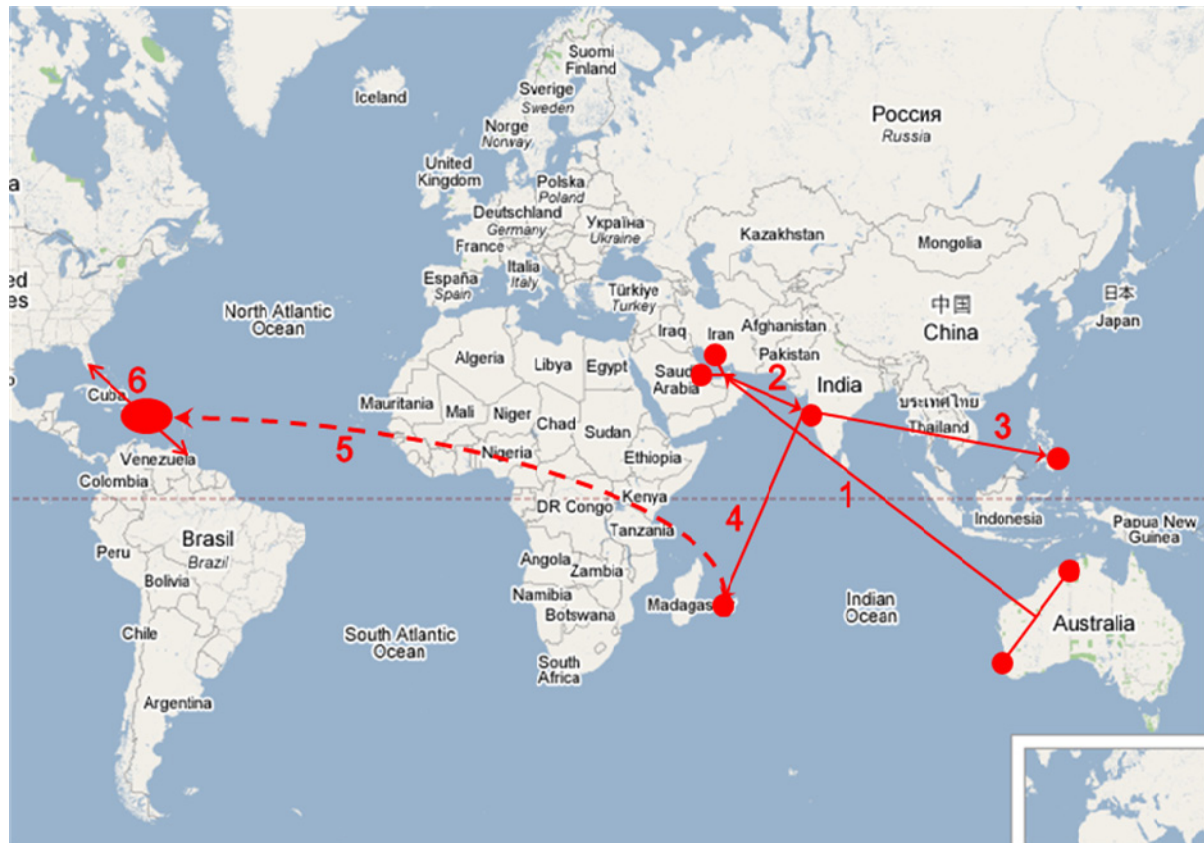 Suomi
Finland
Iceland
Sverige
Sweden
Norge
Norway
Россия
Russia
a
United
Kingdom
Polska
Poland
Deutschland
Germany
Україна
Ukraine
France
Kazakhstan
Mongolia
Italia
Italy
ed
es
España
Spain
Türkiye
Turkey
North Atlantic
Ocean
中国
China
日本
Japan
Iraq
Iran
Afghanistan
Pakistan
Algeria
Libya
Egypt
Saudi
Arabia
2
India
6
Cuba
Mauritania
Mali
Niger
Chad
Sudan
ประเทศไทย
Thailand
3
5
Nigeria
Ethiopia
Venezuela
Colombia
1
Kenya
DR Congo
4
Tanzania
Indonesia
Papua New
Guinea
Brasil
Brazil
Peru
Angola
Zambia
Bolivia
Namibia
Botswana
Madagas
Indian
Ocean
Australia
Chile
South Atlantic
Ocean
South
Africa
Argentina